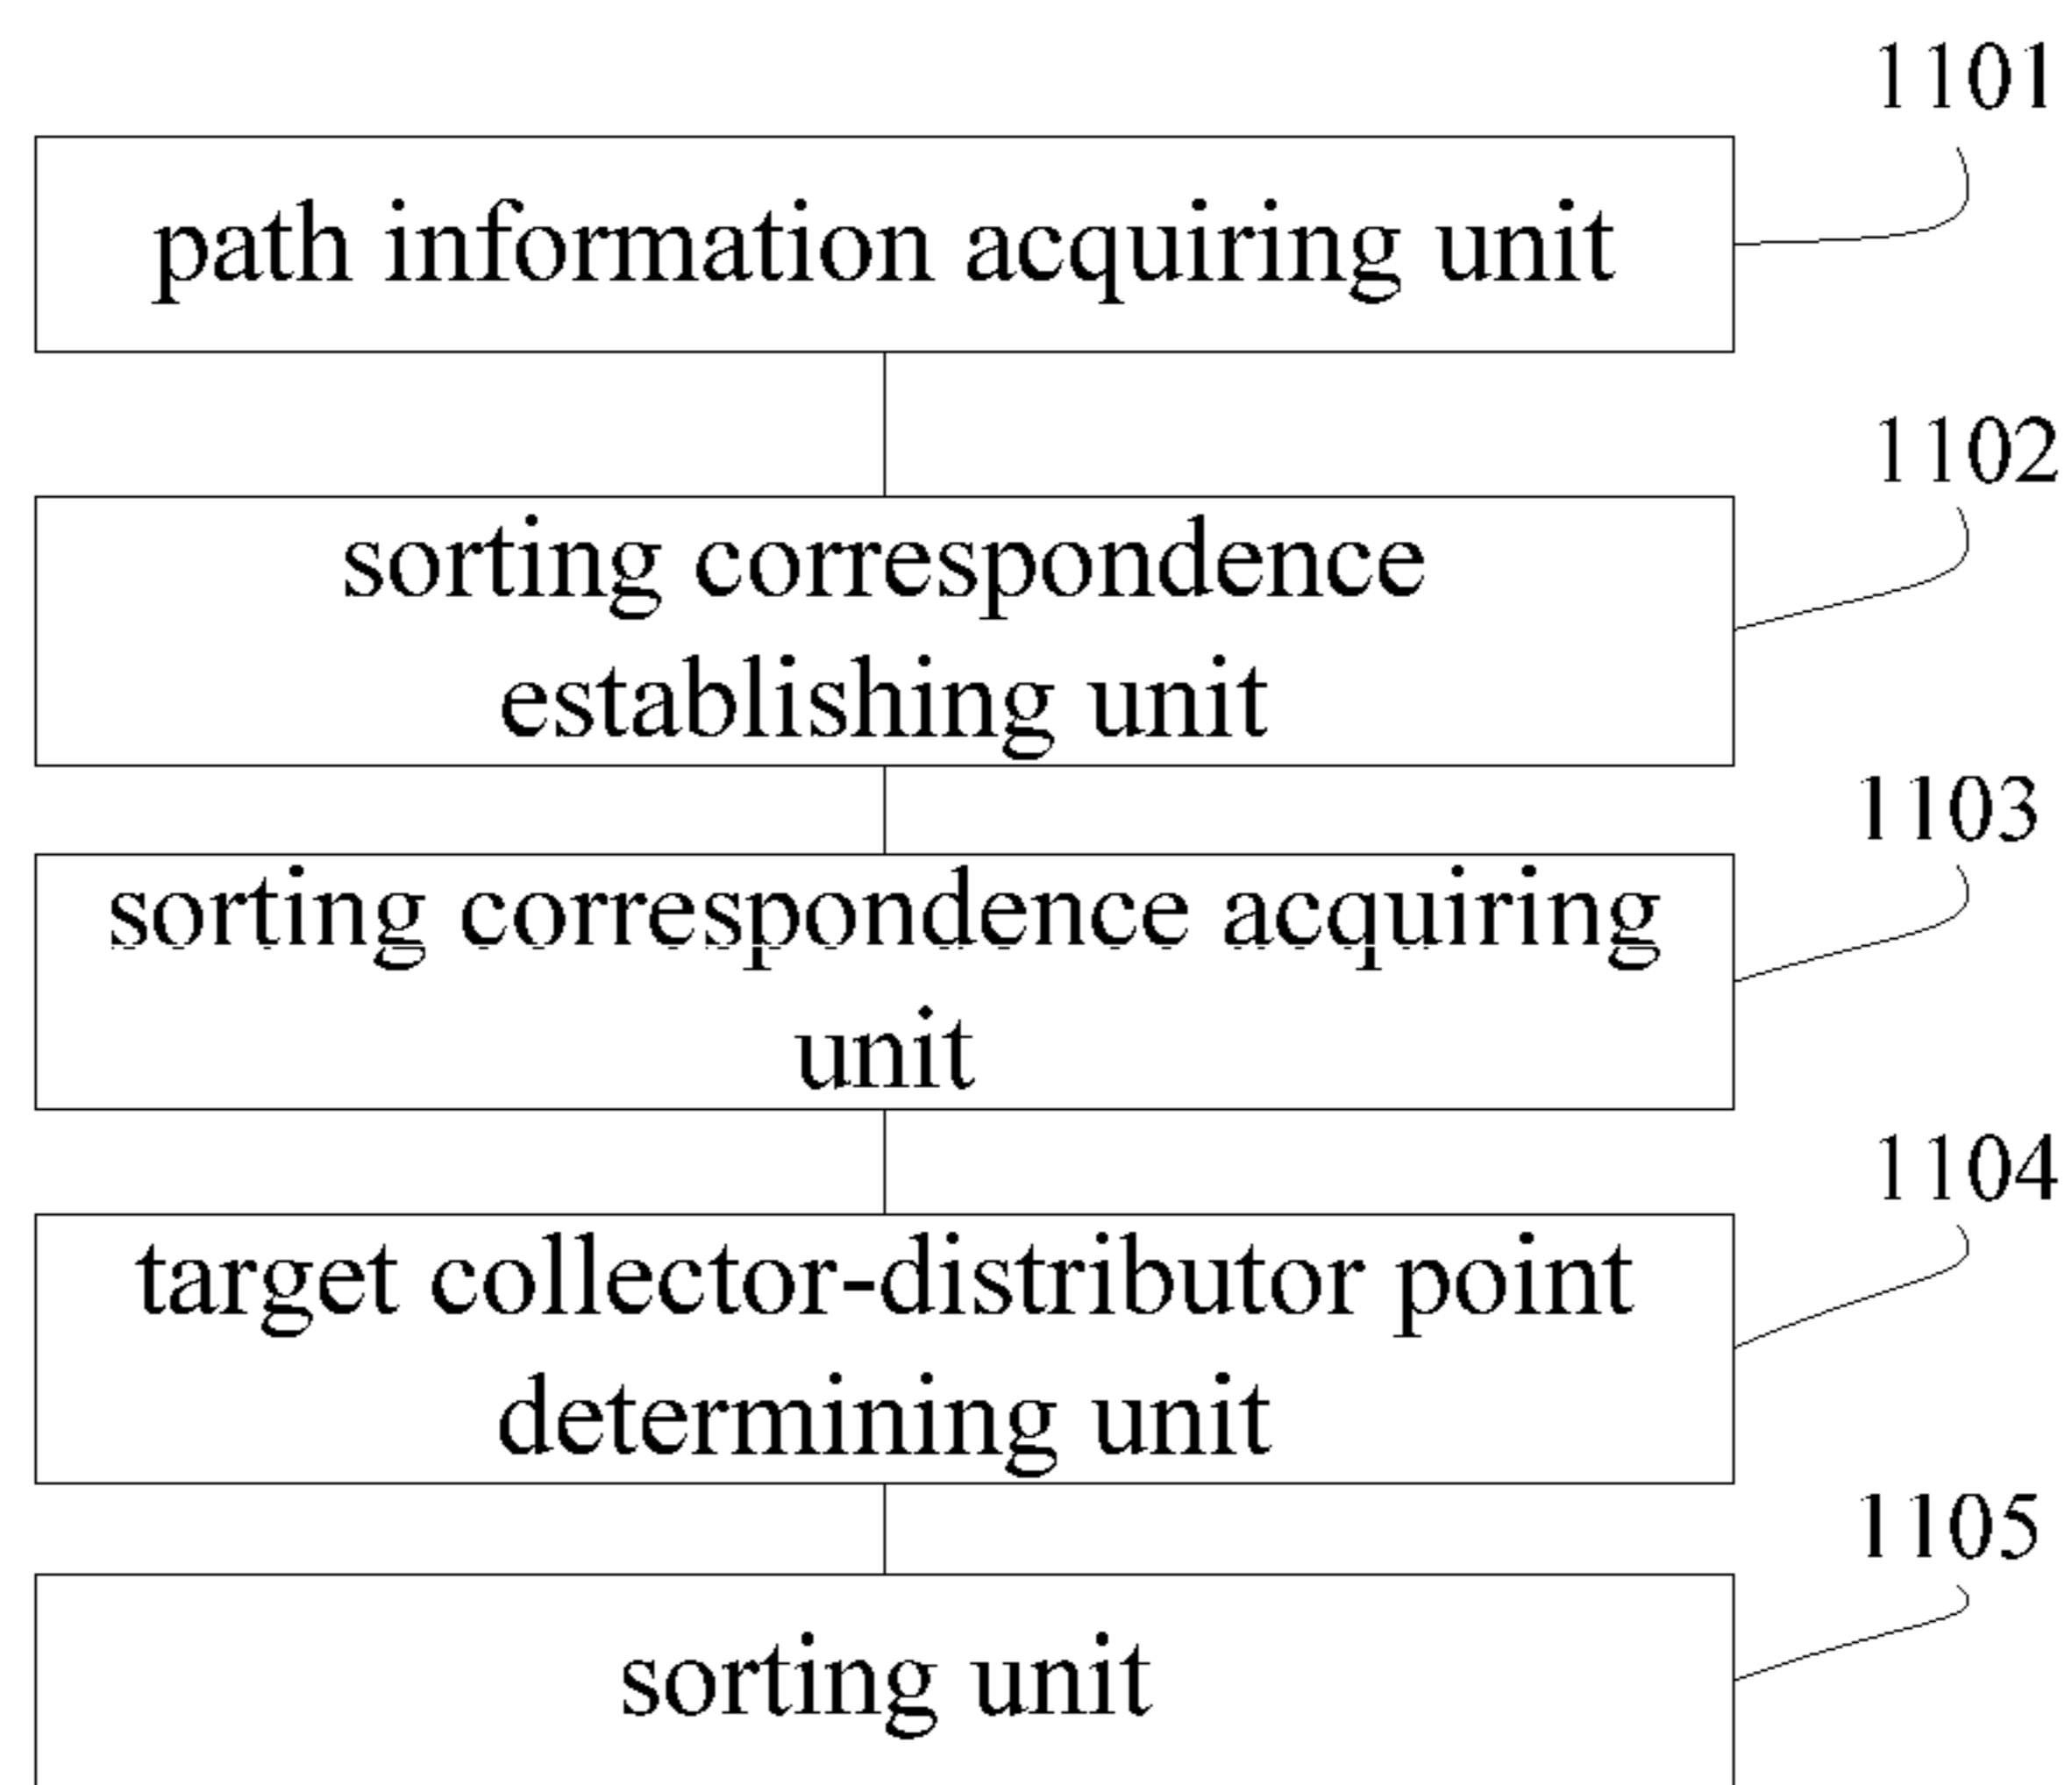 1101
path information acquiring unit
1102
sorting correspondence
establishing unit
1103
sorting correspondence acquiring
unit
1104
target collector-distributor point
determining unit
1105
sorting unit